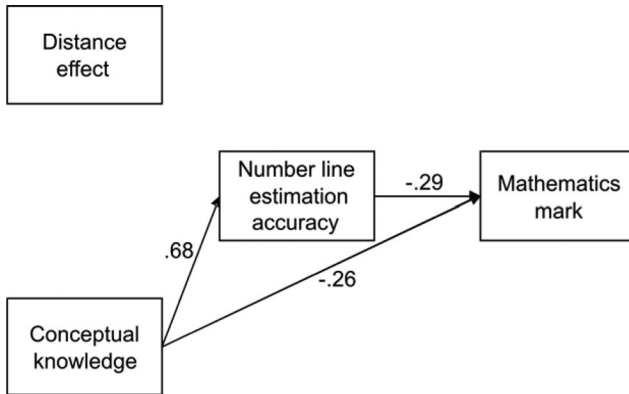 Distance
effect
Number line
estimation
accuracy
-.29
Mathematics
mark
.68
-.26
Conceptual
knowledge